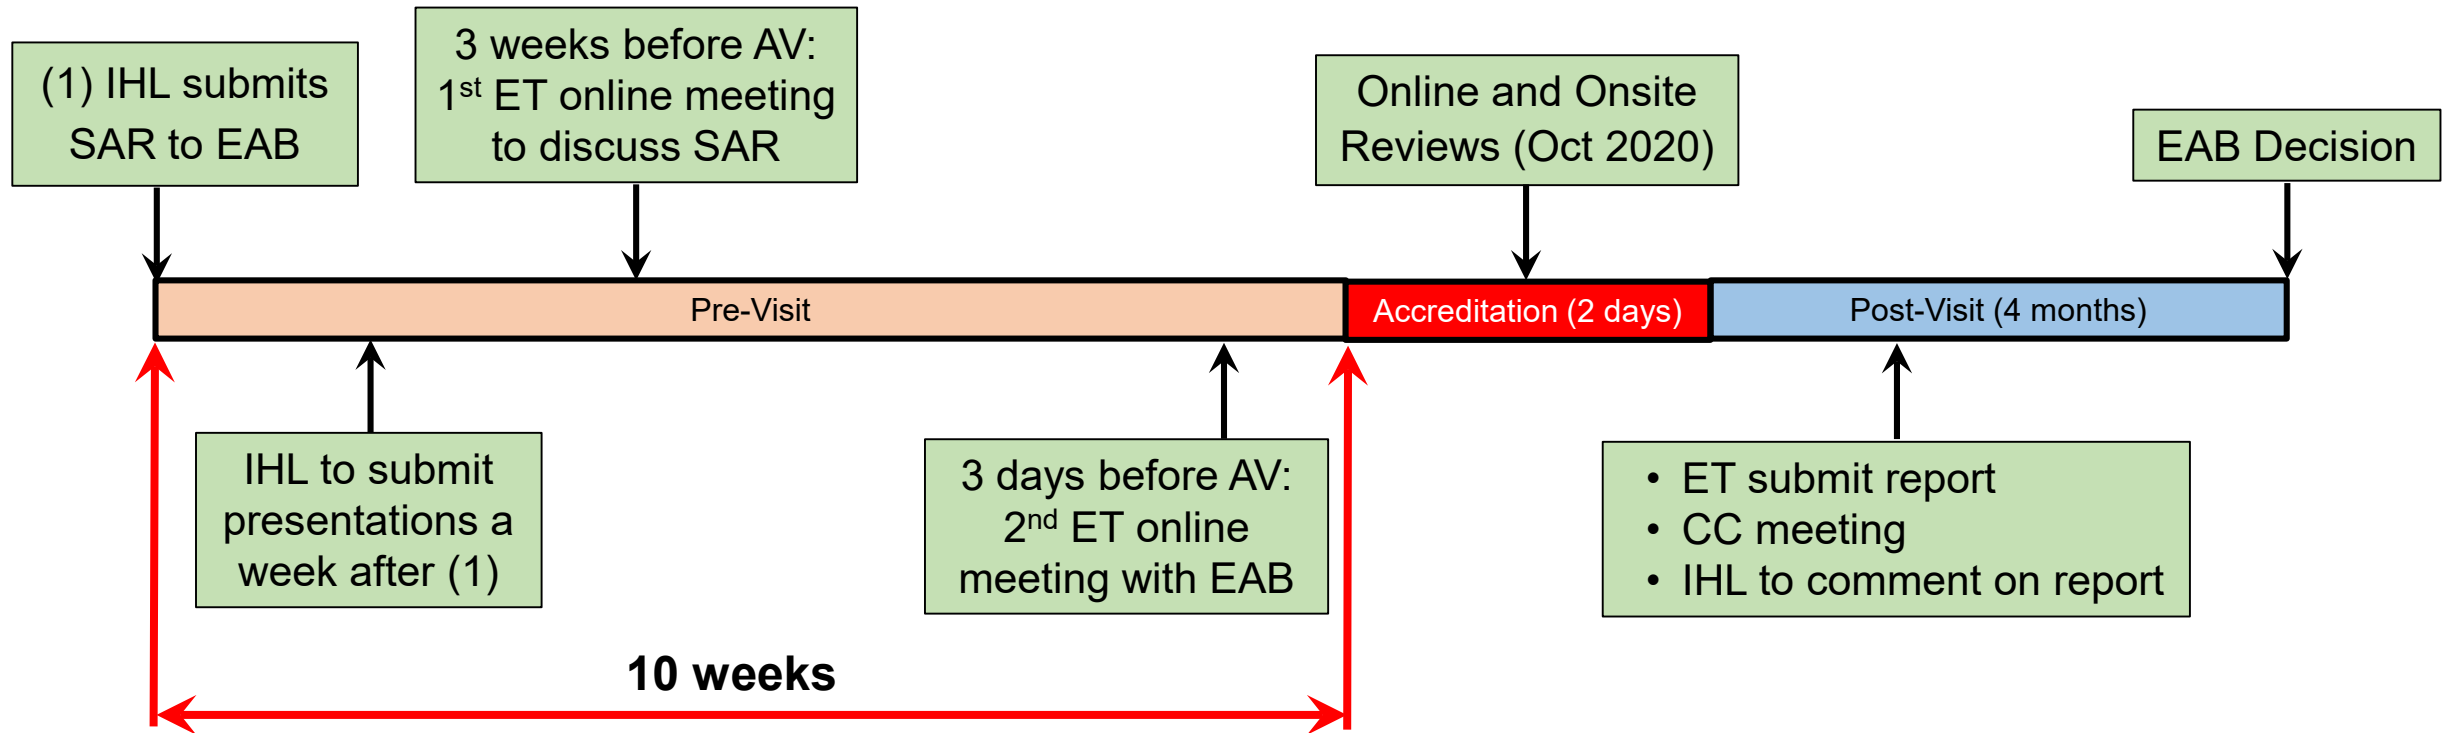 (1) IHL submits
SAR to EAB
3 weeks before AV:
1st ET online meeting
to discuss SAR
Online and Onsite
Reviews (Oct 2020)
EAB Decision
Pre-Visit
Accreditation (2 days)
Post-Visit (4 months)
IHL to submit
presentations a
week after (1)
3 days before AV:
2nd ET online
meeting with EAB
• ET submit report
• CC meeting
• IHL to comment on report
10 weeks